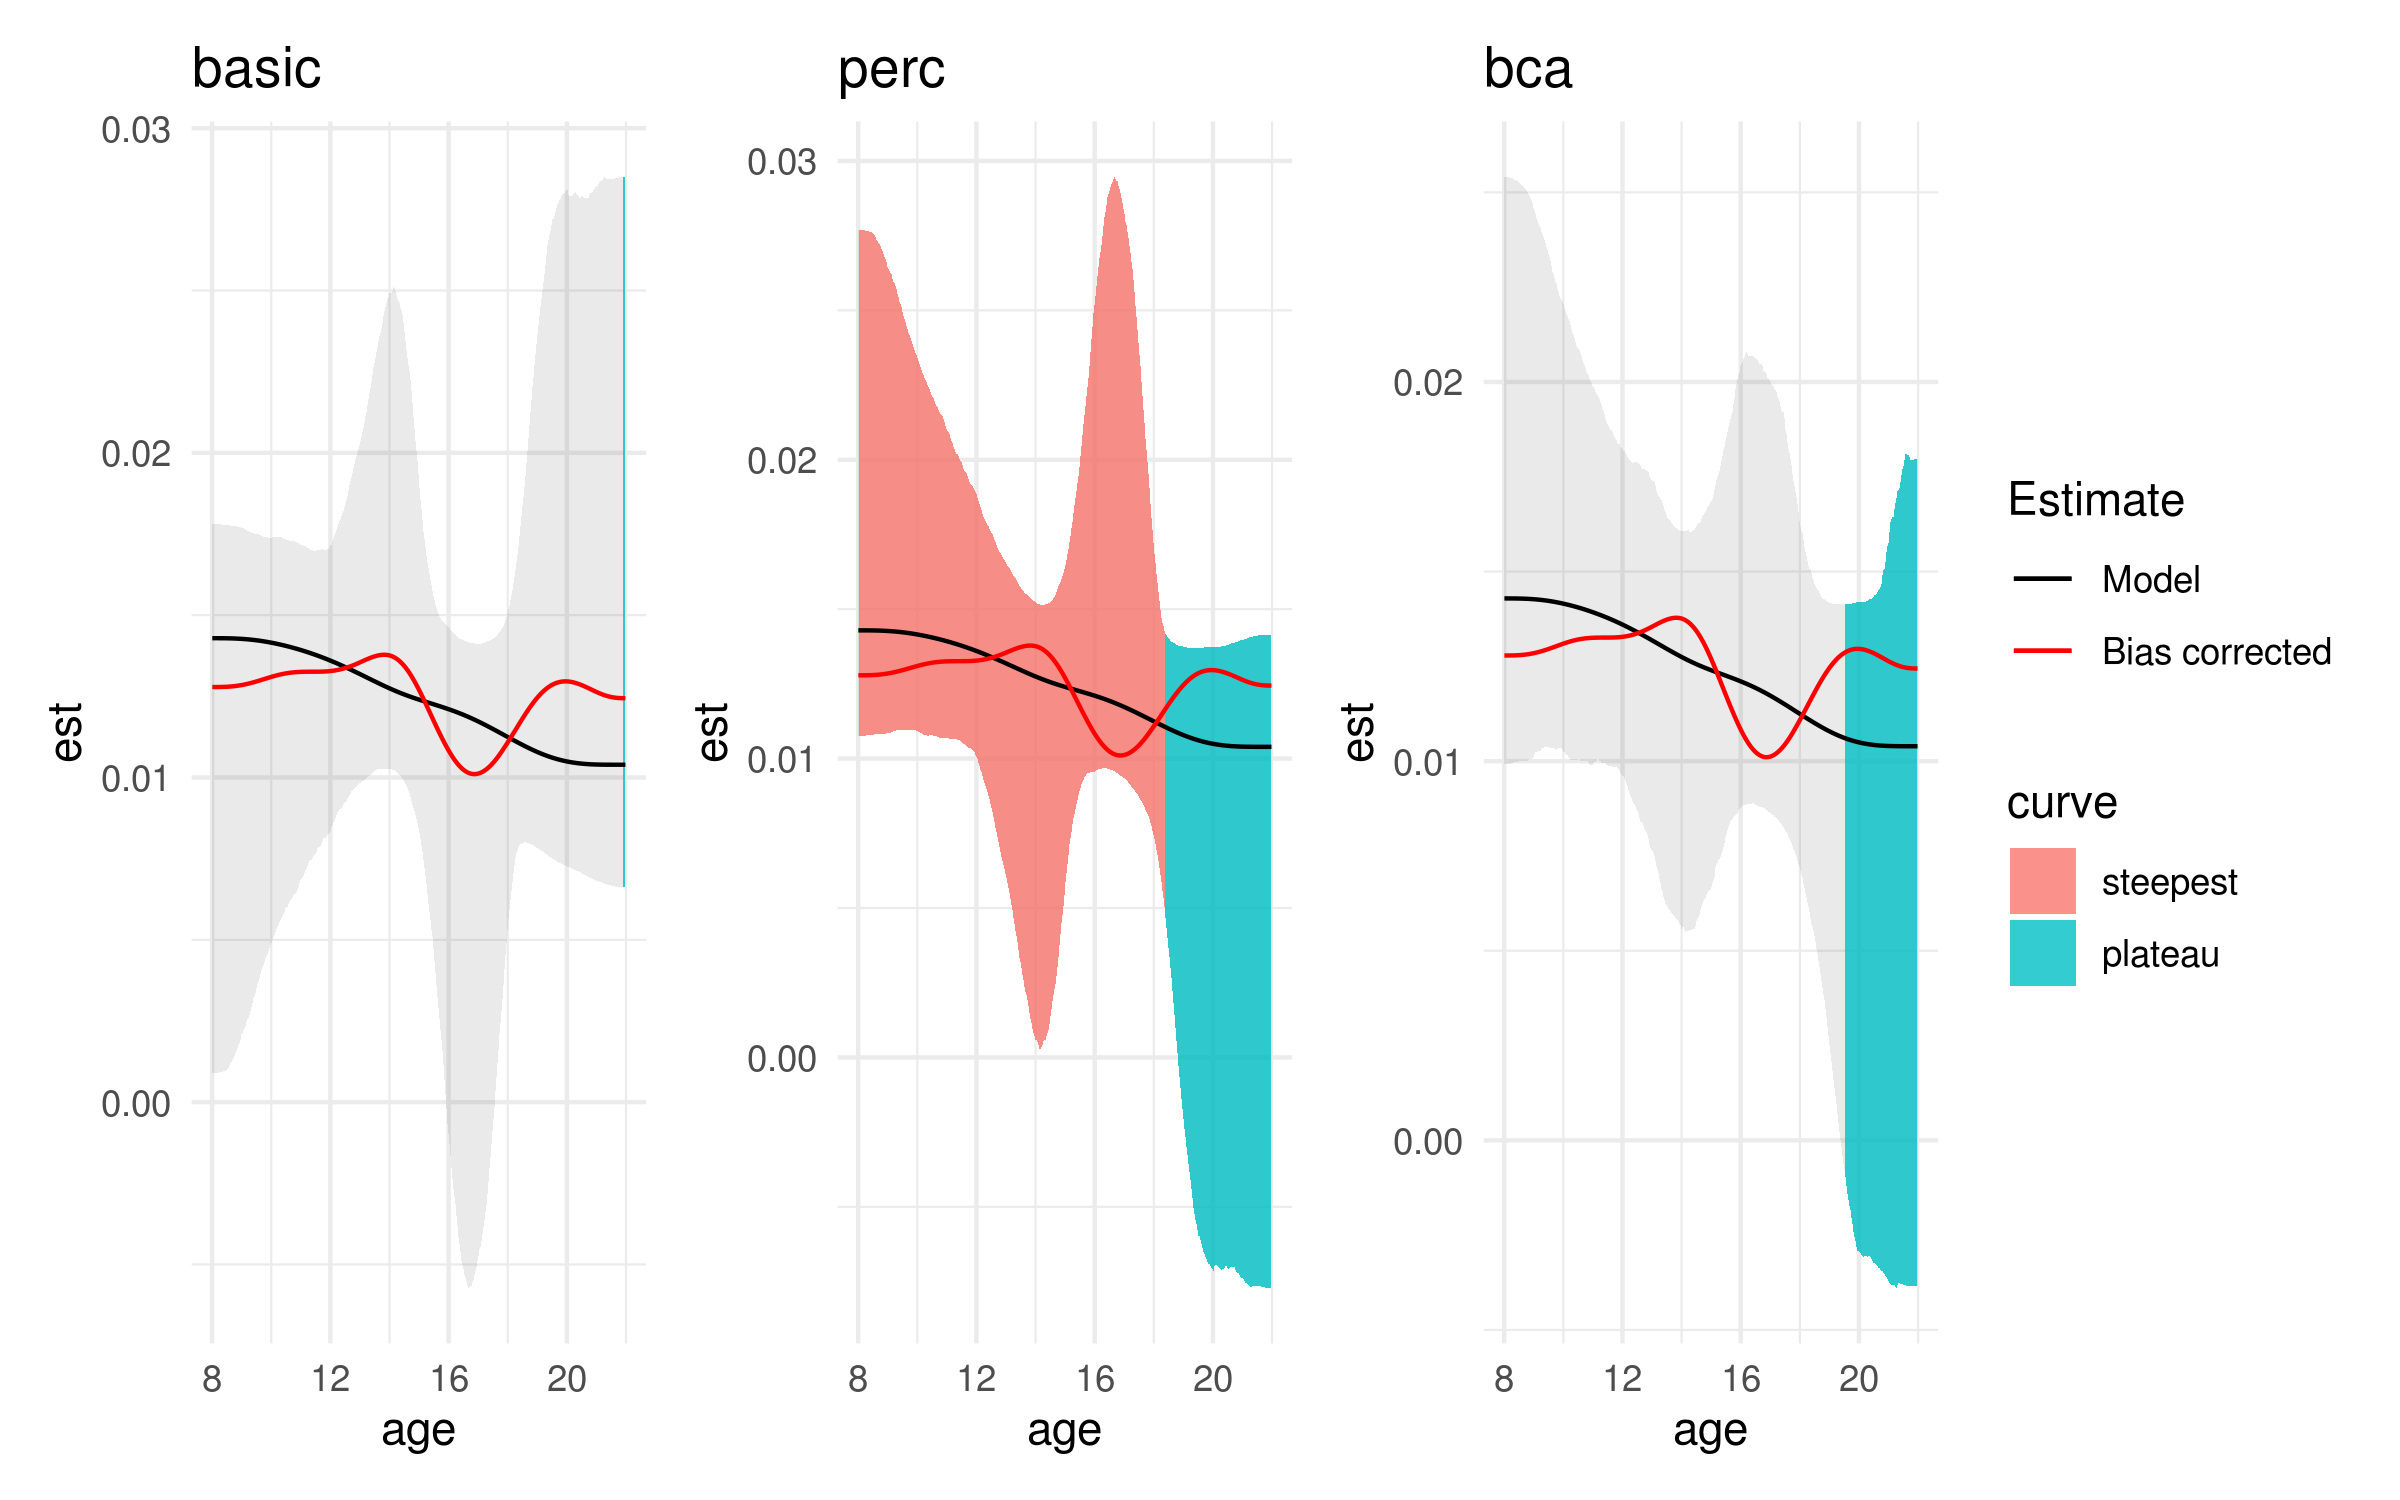 basic
0.03
0.02
0.01
0.00
est
8 12 16 20
age
perc
0.03
0.02
0.01
0.00
est
8 12 16 20
age
bca
0.02
0.01
0.00
est
8 12 16 20
age
Estimate
Model
Bias corrected
curve
steepest
plateau